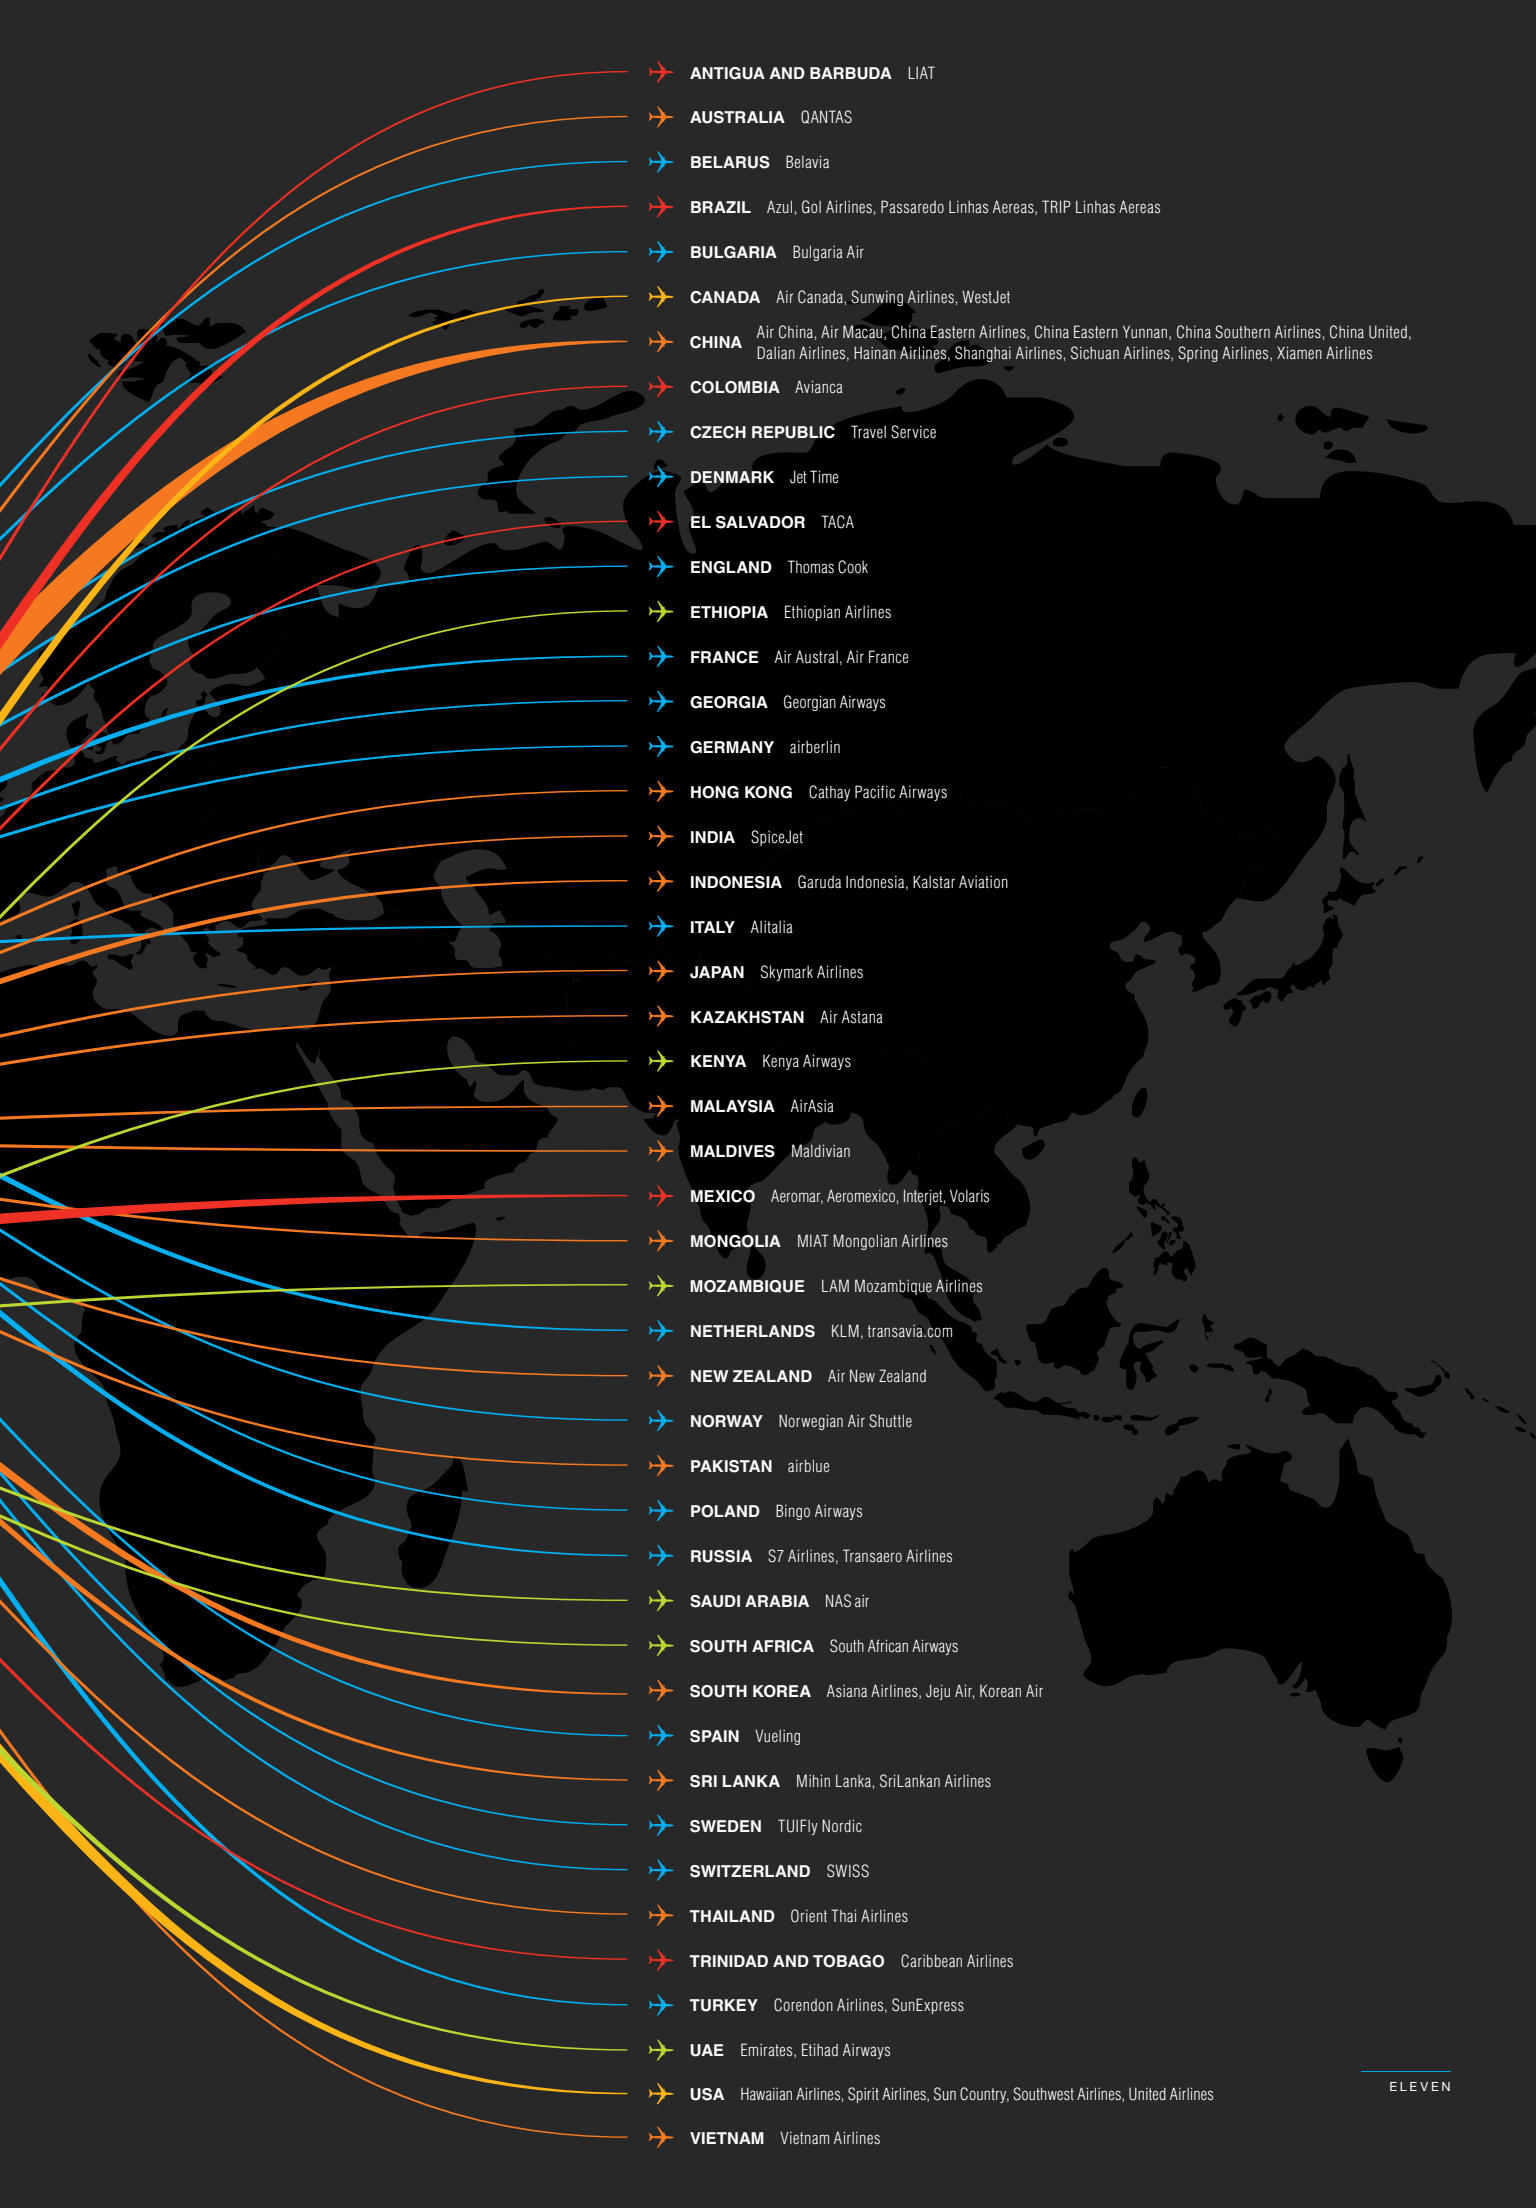 ANTIGUA AND BARBUDA LIAT
AUSTRALIA QANTAS
BELARUS Belavia
BRAZIL Azul, Gol Airlines, Passaredo Linhas Aereas, TRIP Linhas Aereas
BULGARIA Bulgaria Air
CANADA Air Canada, Sunwing Airlines, WestJet
CHINA Air China, Air Macau, China Eastern Airlines, China Eastern Yunnan, China Southern Airlines, China United,
Dalian Airlines, Hainan Airlines, Shanghai Airlines, Sichuan Airlines, Spring Airlines, Xiamen Airlines
COLOMBIA Avianca
CZECH REPUBLIC Travel Service
DENMARK Jet Time
EL SALVADOR TACA
ENGLAND Thomas Cook
ETHIOPIA Ethiopian Airlines
FRANCE Air Austral, Air France
GEORGIA Georgian Airways
GERMANY airberlin
HONG KONG Cathay Pacific Airways
INDIA SpiceJet
INDONESIA Garuda Indonesia, Kalstar Aviation
ITALY Alitalia
JAPAN Skymark Airlines
KAZAKHSTAN Air Astana
KENYA Kenya Airways
MALAYSIA AirAsia
MALDIVES Maldivian
MEXICO Aeromar, Aeromexico, Interjet, Volaris
MONGOLIA MIAT Mongolian Airlines
MOZAMBIQUE LAM Mozambique Airlines
NETHERLANDS KLM, transavia.com
NEW ZEALAND Air New Zealand
NORWAY Norwegian Air Shuttle
PAKISTAN airblue
POLAND Bingo Airways
RUSSIA S7 Airlines, Transaero Airlines
SAUDI ARABIA NAS air
SOUTH AFRICA South African Airways
SOUTH KOREA Asiana Airlines, Jeju Air, Korean Air
SPAIN Vueling
SRI LANKA Mihin Lanka, SriLankan Airlines
SWEDEN TUIFly Nordic
SWITZERLAND SWISS
THAILAND Orient Thai Airlines
TRINIDAD AND TOBAGO Caribbean Airlines
TURKEY Corendon Airlines, SunExpress
UAE Emirates, Etihad Airways
USA Hawaiian Airlines, Spirit Airlines, Sun Country, Southwest Airlines, United Airlines
ELEVEN
VIETNAM Vietnam Airlines